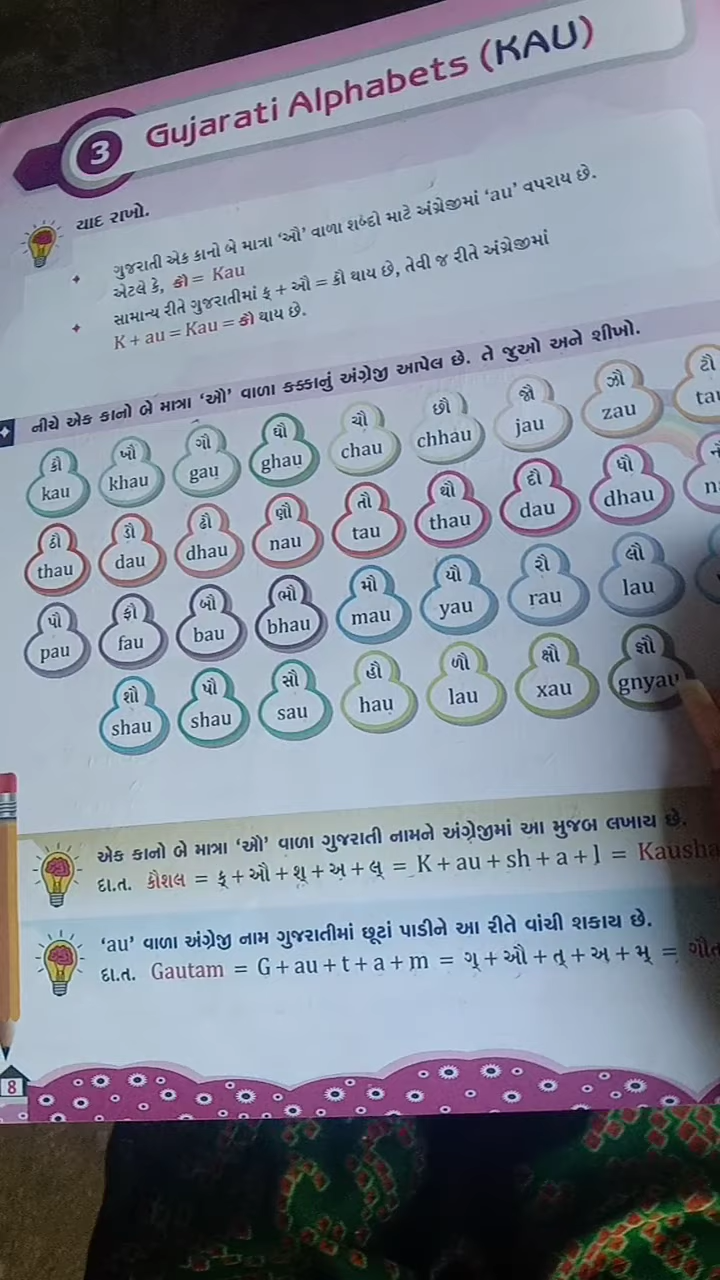 3
Gujarati Alphabets (KAU)
યાદ રાખો.
ગુજરાતી એક કાનો બે માત્રા ‘ઔ’ વાળા શબ્દો માટે અંગ્રેજીમાં ‘au’ વપરાય છે.
એટલે કે, કૌ = Kau
સામાન્ય રીતે ગુજરાતીમાં ક્ + ઔ = કૌ થાય છે, તેવી જ રીતે અંગ્રેજીમાં
K + au = Kau = કૌ થાય છે.
નીચે એક કાનો બે માત્રા ‘ઔ’ વાળા કક્કાનું અંગ્રેજી આપેલ છે. તે જુઓ અને શીખો.
કૌ ખૌ ગૌ ઘૌ ચૌ છૌ જૌ ઝૌ ટૌ
kau khau gau ghau chau chhau jau zau tau
ઠૌ ડૌ ઢૌ ણૌ તૌ થૌ દૌ ધૌ
thau dau dhau nau tau thau dau dhau n
પૌ ફૌ બૌ ભૌ મૌ યૌ રૌ લૌ
pau fau bau bhau mau yau rau lau
શૌ ષૌ સૌ હૌ ળૌ ક્ષૌ જ્ઞૌ
shau shau sau hau lau xau gnyau
એક કાનો બે માત્રા ‘ઔ’ વાળા ગુજરાતી નામને અંગ્રેજીમાં આ મુજબ લખાય છે.
દા.ત. કૌશલ = ક્ + ઔ + શ્ + અ + લ્ = K + au + sh + a + l = Kausha
‘au’ વાળા અંગ્રેજી નામ ગુજરાતીમાં છૂટાં પાડીને આ રીતે વાંચી શકાય છે.
દા.ત. Gautam = G + au + t + a + m = ગ્ + ઔ + ત્ + અ + મ્ = ગૌત
8